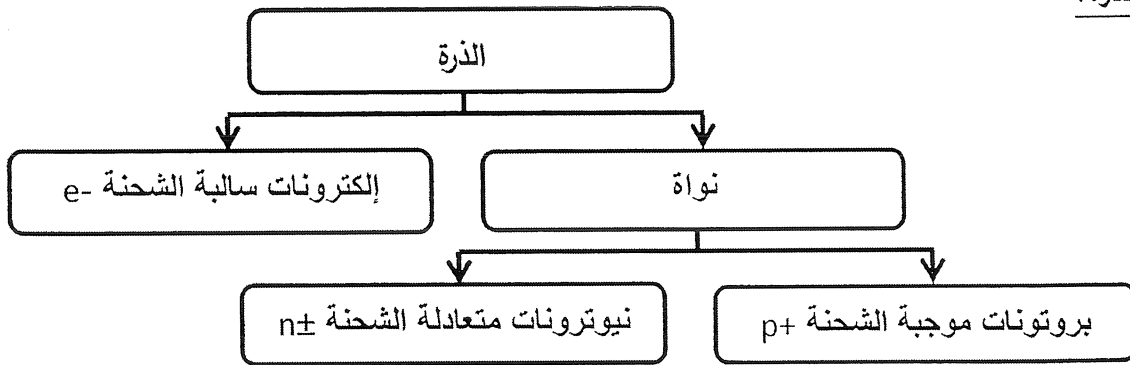 الذرة
نواة
إلكترونات سالبة الشحنة e-
بروتونات موجبة الشحنة p+
نيوترونات متعادلة الشحنة n±